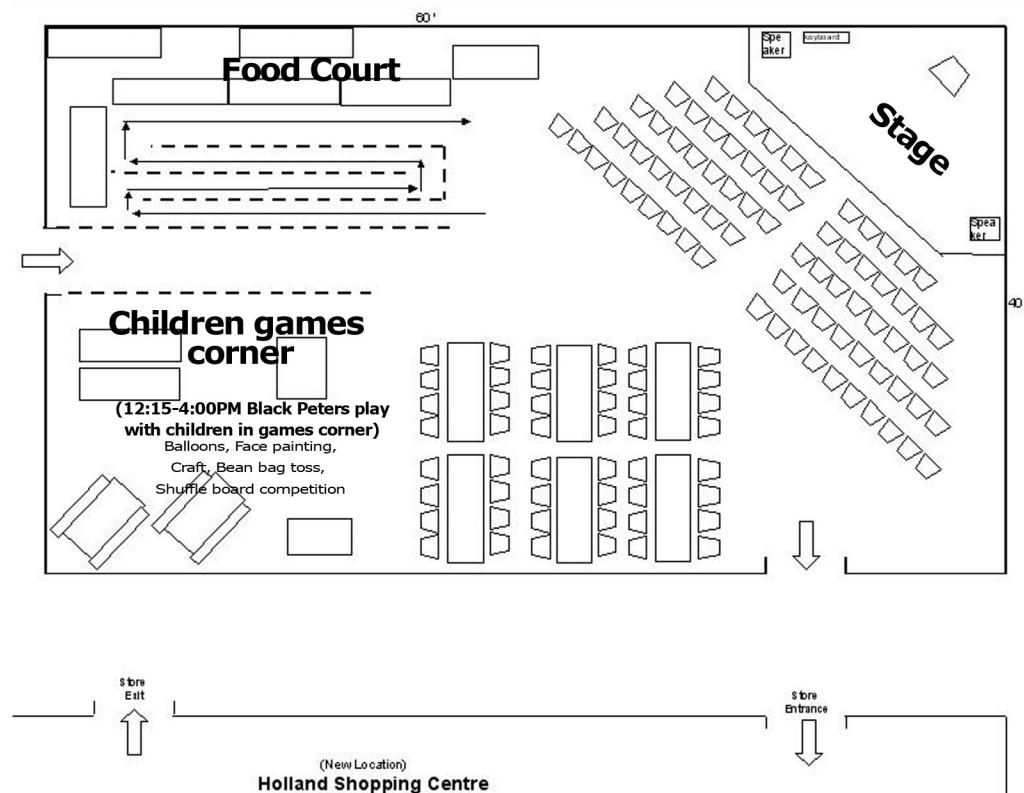 60'
Spe
aker
keyboard
Food Court
Stage
Spea
ker
40
Children games
corner
(12:15-4:00PM Black Peters play
with children in games corner)
Balloons, Face painting,
Craft, Bean bag toss,
Shuffle board competition
Store
Exit
Store
Entrance
(New Location)
Holland Shopping Centre